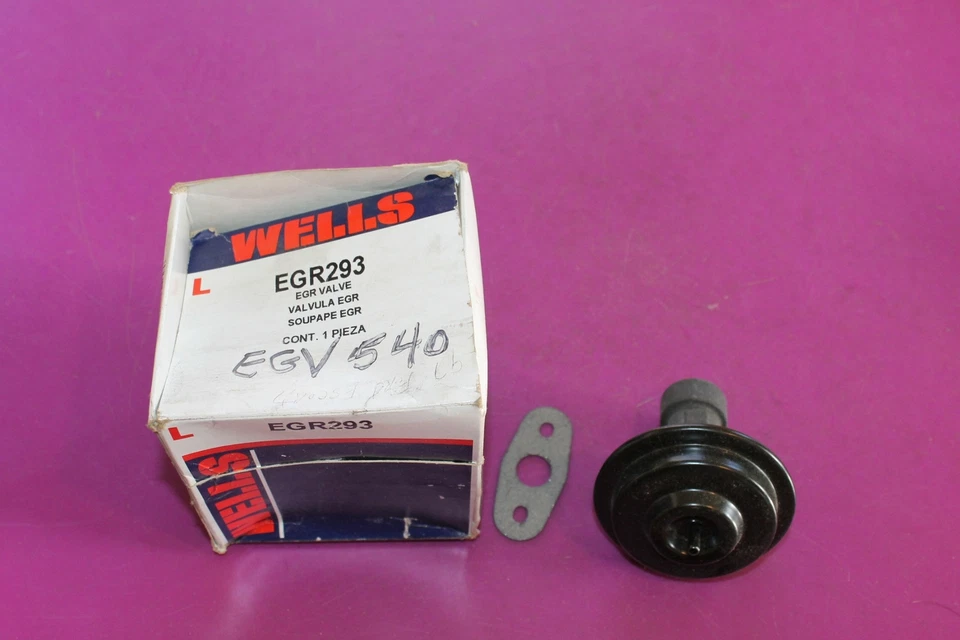 WELLS
L
EGR293
EGR VALVE
VALVULA EGR
SOUPAPE EGR
CONT. 1 PIEZA
EGV 540
L
EGR293
WELLS